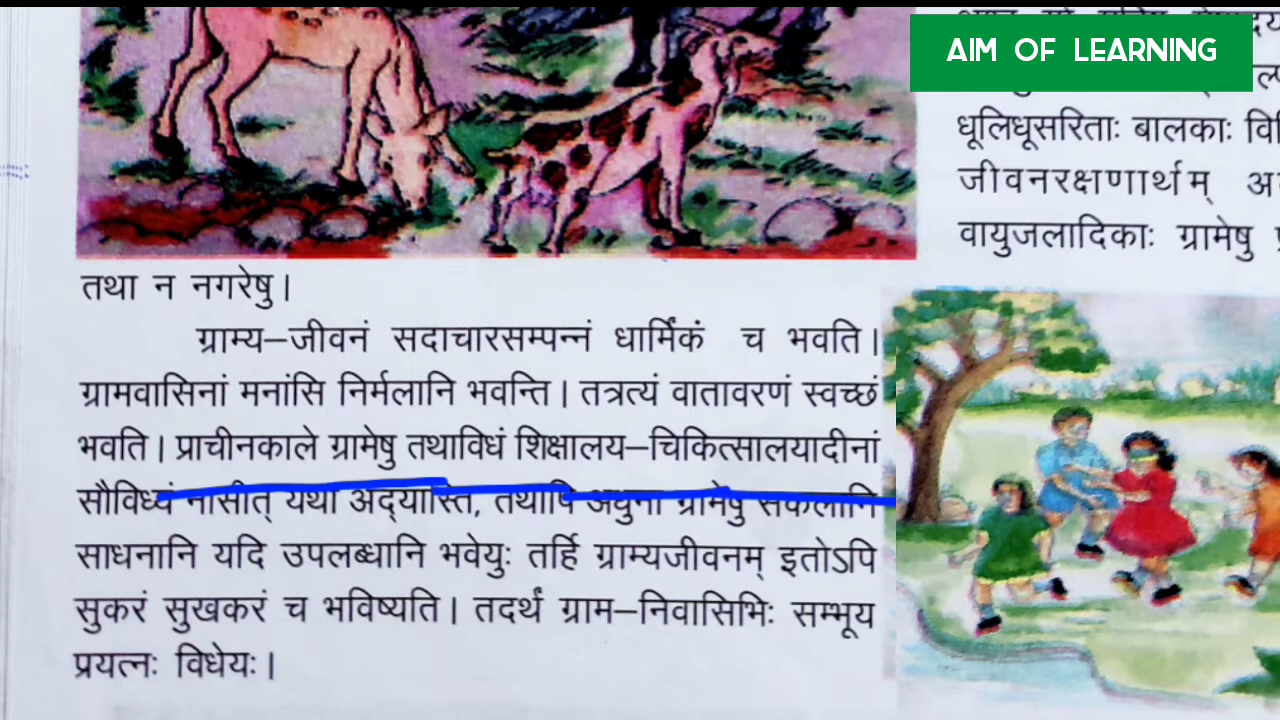 AIM OF LEARNING
तथा न नगरेषु।
ग्राम्य–जीवनं सदाचारसम्पन्नं धार्मिकं च भवति।
ग्रामवासिनां मनांसि निर्मलानि भवन्ति। तत्रत्यं वातावरणं स्वच्छं
भवति। प्राचीनकाले ग्रामेषु तथाविधं शिक्षालय–चिकित्सालयादीनां
सौविध्यं नासीत् यथा अद्यास्ति, तथापि अधुना ग्रामेषु सकलानि
साधनानि यदि उपलब्धानि भवेयुः तर्हि ग्राम्यजीवनम् इतोऽपि
सुकरं सुखकरं च भविष्यति। तदर्थं ग्राम–निवासिभिः सम्भूय
प्रयत्नः विधेयः।
धूलिधूसरिताः बालकाः
जीवनरक्षणार्थम्
वायुजलादिकाः ग्रामेषु